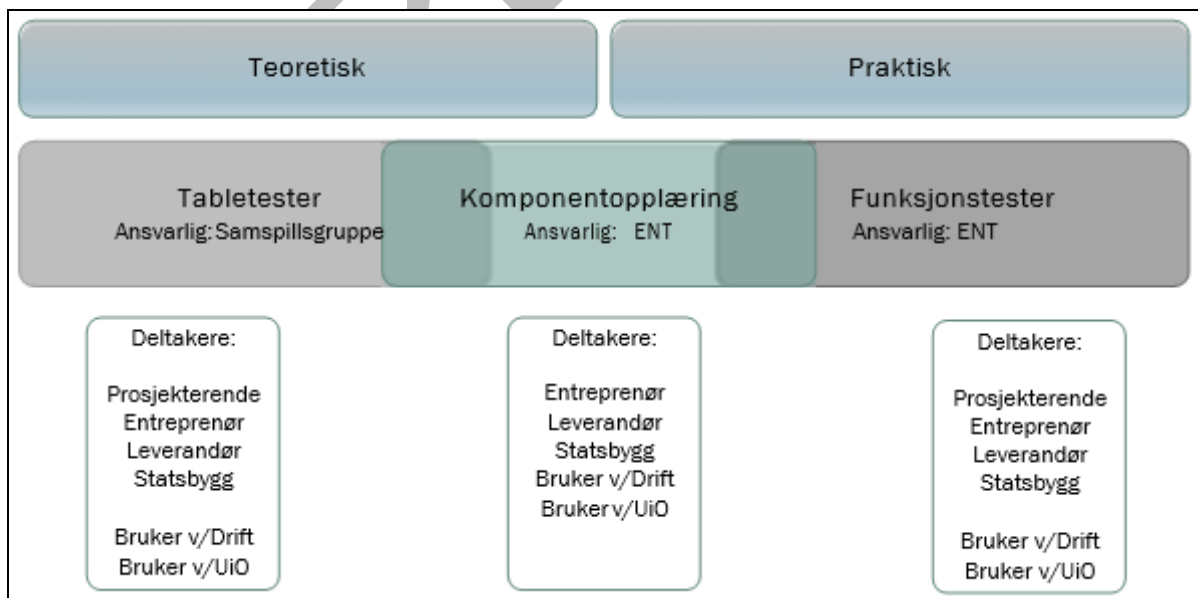 Teoretisk
Praktisk
Tabletester
Ansvarlig: Samspillsgruppe
Komponentopplæring
Ansvarlig: ENT
Funksjonstester
Ansvarlig: ENT
Deltakere:
Prosjekterende
Entreprenør
Leverandør
Statsbygg
Bruker v/Drift
Bruker v/UiO
Deltakere:
Entreprenør
Leverandør
Statsbygg
Bruker v/Drift
Bruker v/UiO
Deltakere:
Prosjekterende
Entreprenør
Leverandør
Statsbygg
Bruker v/Drift
Bruker v/UiO